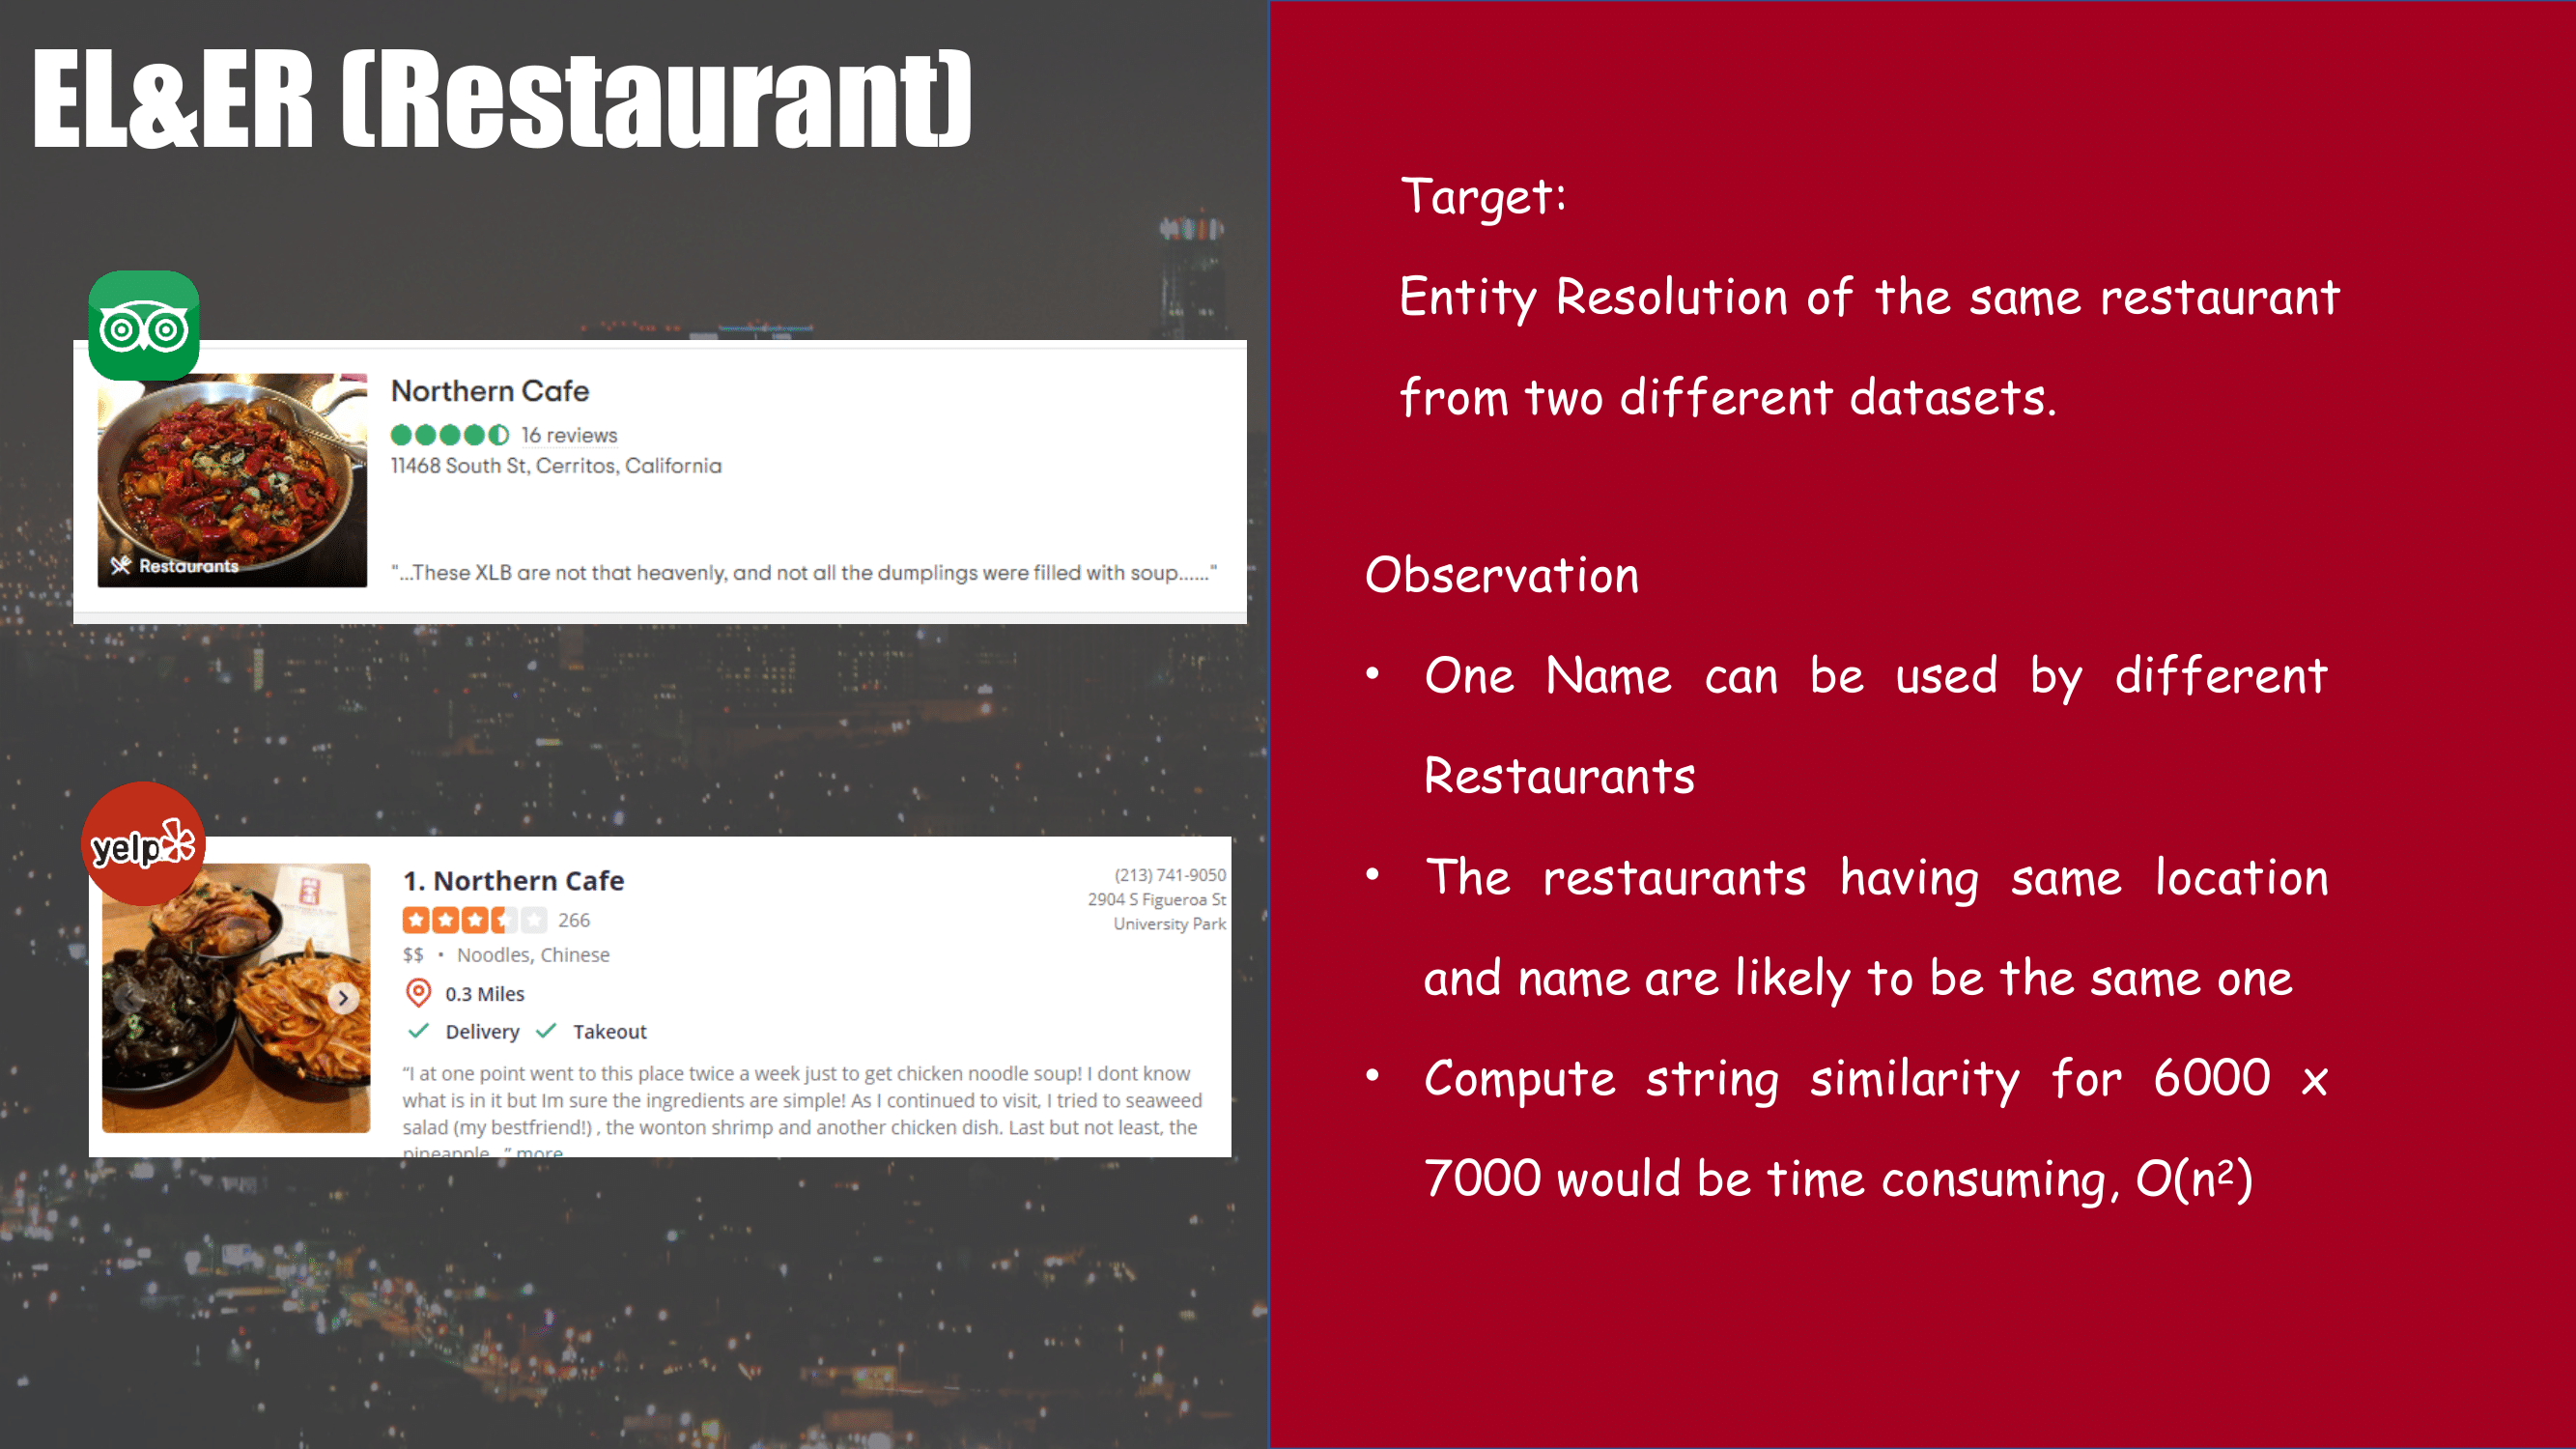 EL&ER (Restaurant)
Northern Cafe
16 reviews
11468 South St, Cerritos, California
Restaurants
"...These XLB are not that heavenly, and not all the dumplings were filled with soup......"
yelp
1. Northern Cafe
266
$$ • Noodles, Chinese
0.3 Miles
Delivery Takeout
“I at one point went to this place twice a week just to get chicken noodle soup! I dont know
what is in it but Im sure the ingredients are simple! As I continued to visit, I tried to seaweed
salad (my bestfriend!) , the wonton shrimp and another chicken dish. Last but not least, the
pineapple...” more
(213) 741-9050
2904 S Figueroa St
University Park
Target:
Entity Resolution of the same restaurant
from two different datasets.
Observation
• One Name can be used by different
Restaurants
• The restaurants having same location
and name are likely to be the same one
• Compute string similarity for 6000 x
7000 would be time consuming, O(n²)